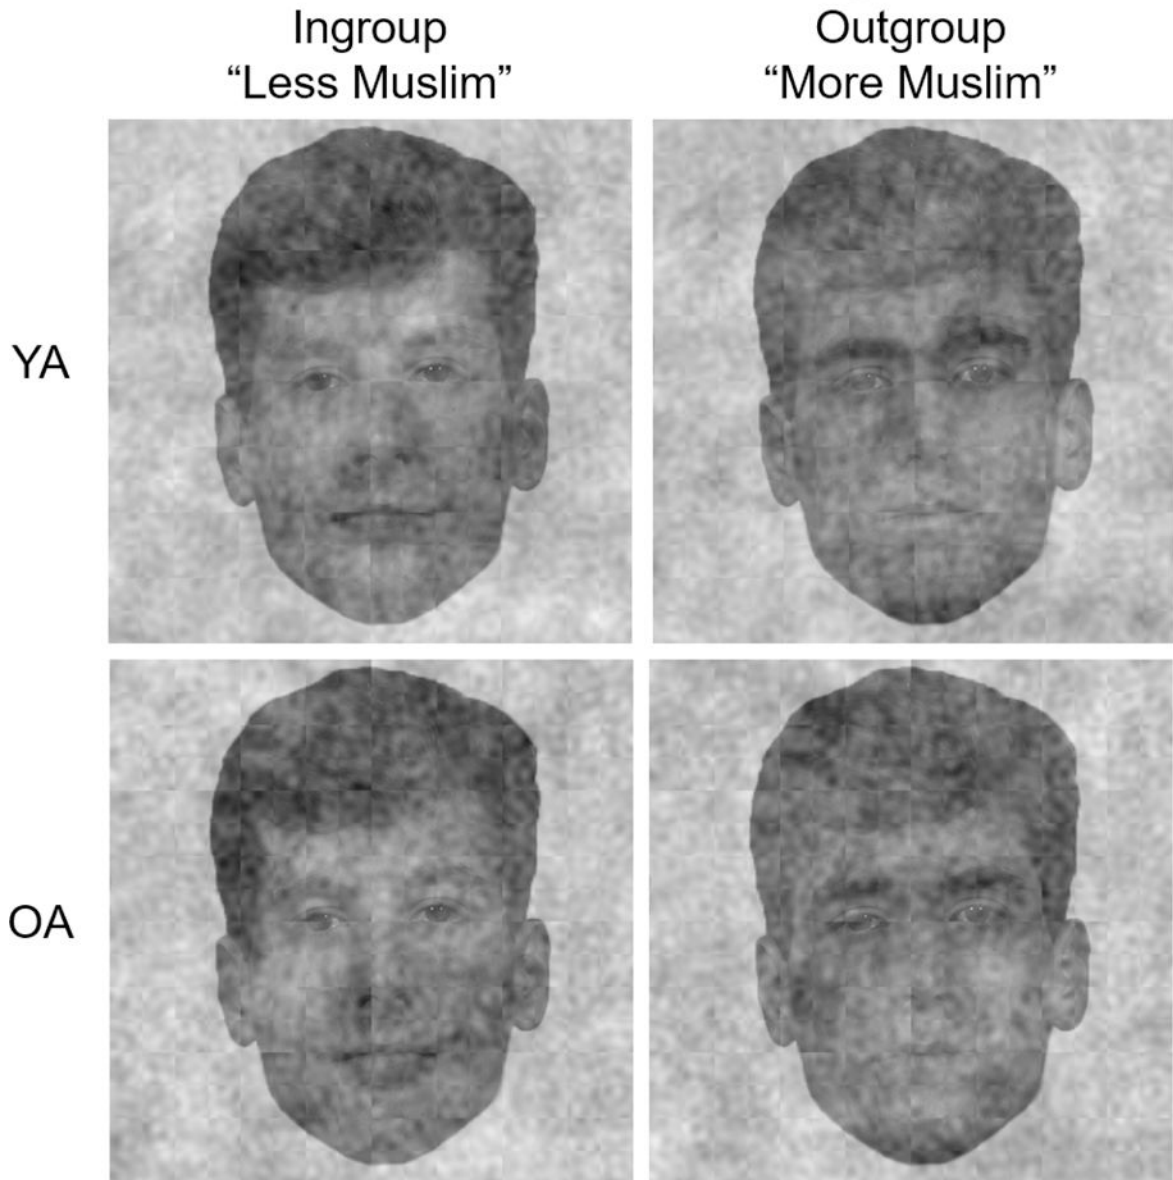 Ingroup
“Less Muslim”
Outgroup
“More Muslim”
YA
OA